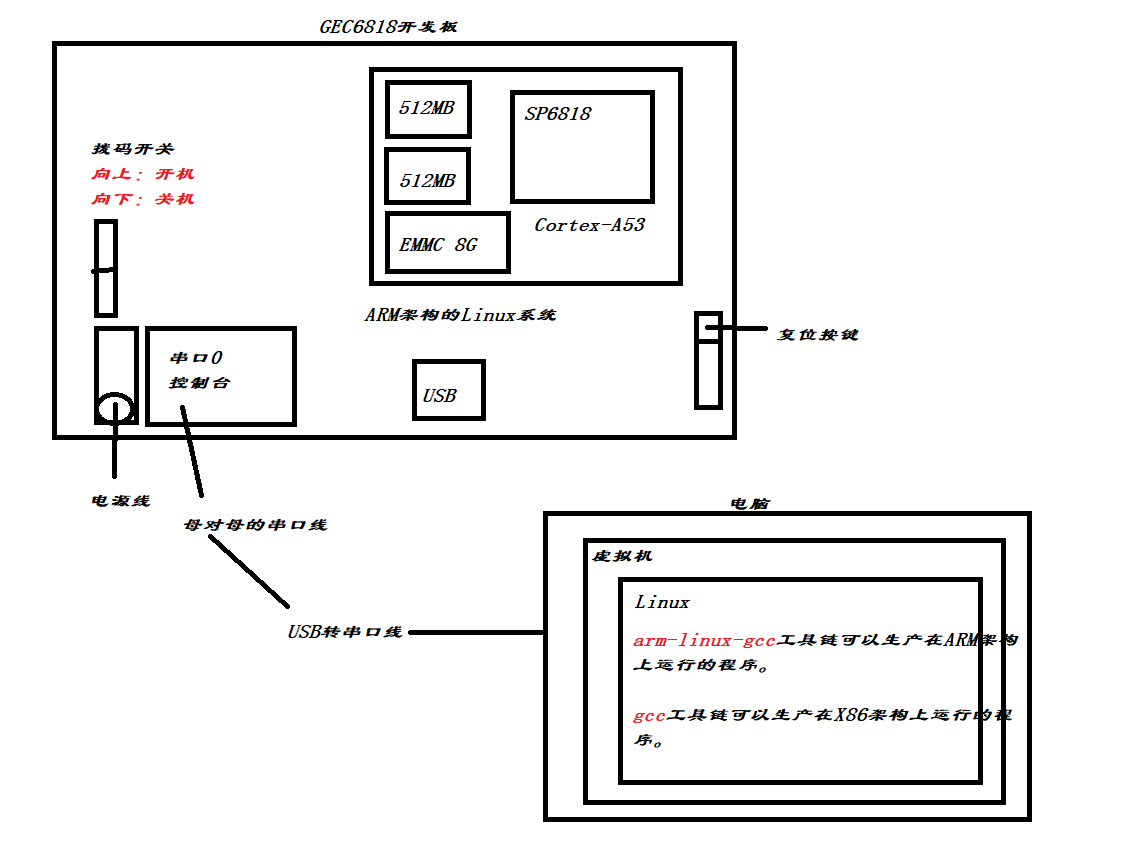 GEC6818开发板
512MB
SP6818
拨码开关
向上：开机
向下：关机
512MB
Cortex-A53
EMMC 8G
ARM架构的Linux系统
复位按键
串口0
控制台
USB
电源线
母对母的串口线
电脑
虚拟机
Linux
USB转串口线
arm-linux-gcc工具链可以生产在ARM架构
上运行的程序。
gcc工具链可以生产在X86架构上运行的程
序。